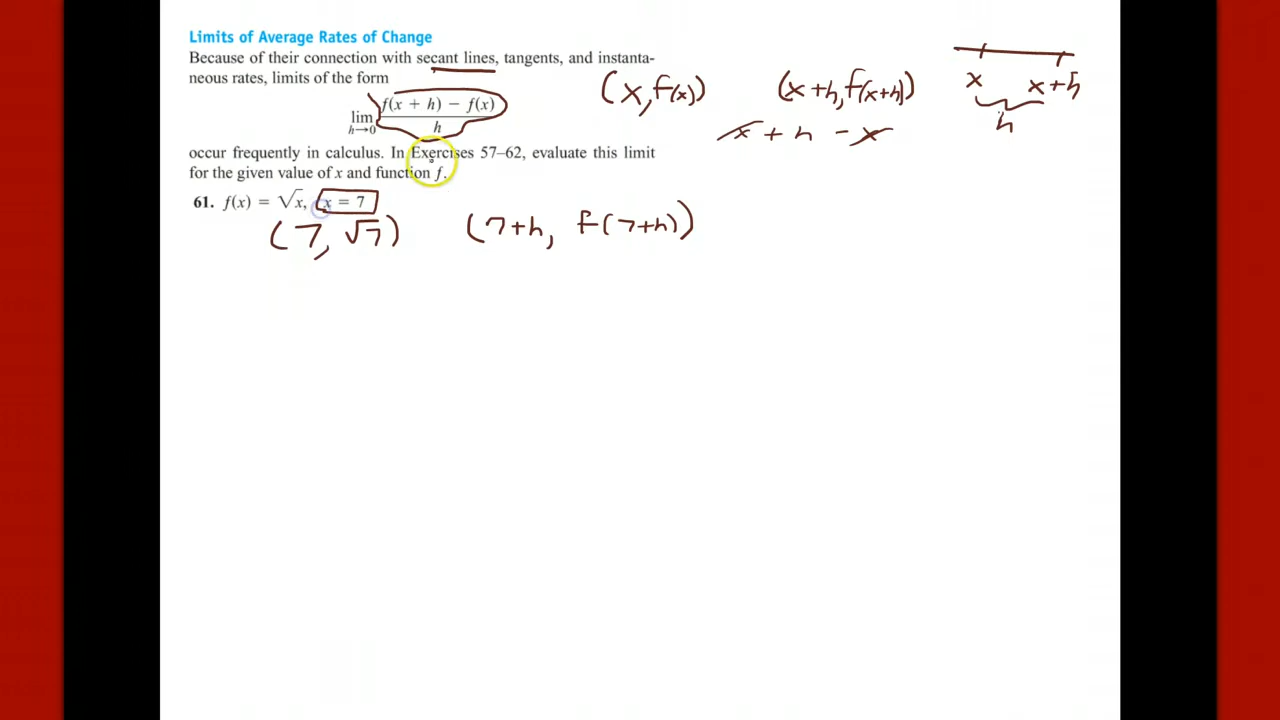 Limits of Average Rates of Change
Because of their connection with secant lines, tangents, and instanta-
neous rates, limits of the form
lim h→0 f(x + h) − f(x) / h
(x, f(x)) (x+h, f(x+h))
x x+h
h
x + h - x
occur frequently in calculus. In Exercises 57–62, evaluate this limit
for the given value of x and function f.
61. f(x) = √x, x = 7
(7, √7) (7+h, f(7+h))